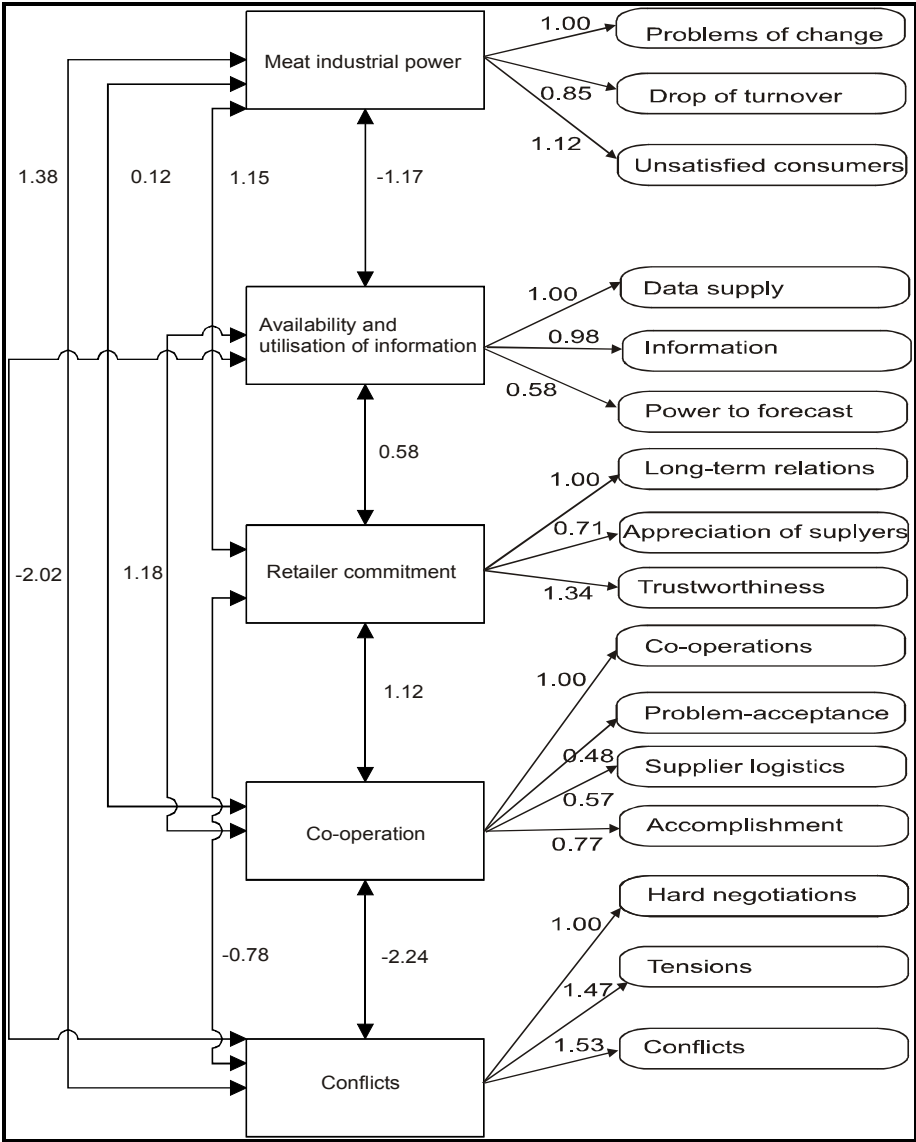 Meat industrial power
1.00
Problems of change
0.85
Drop of turnover
1.12
Unsatisfied consumers
1.38
0.12
1.15
-1.17
Availability and
utilisation of information
1.00
Data supply
0.98
Information
0.58
Power to forecast
0.58
Retailer commitment
1.00
Long-term relations
0.71
Appreciation of suplyers
1.34
Trustworthiness
-2.02
1.18
1.12
Co-operation
1.00
Co-operations
0.48
Problem-acceptance
0.57
Supplier logistics
0.77
Accomplishment
-0.78
-2.24
Conflicts
1.00
Hard negotiations
1.47
Tensions
1.53
Conflicts